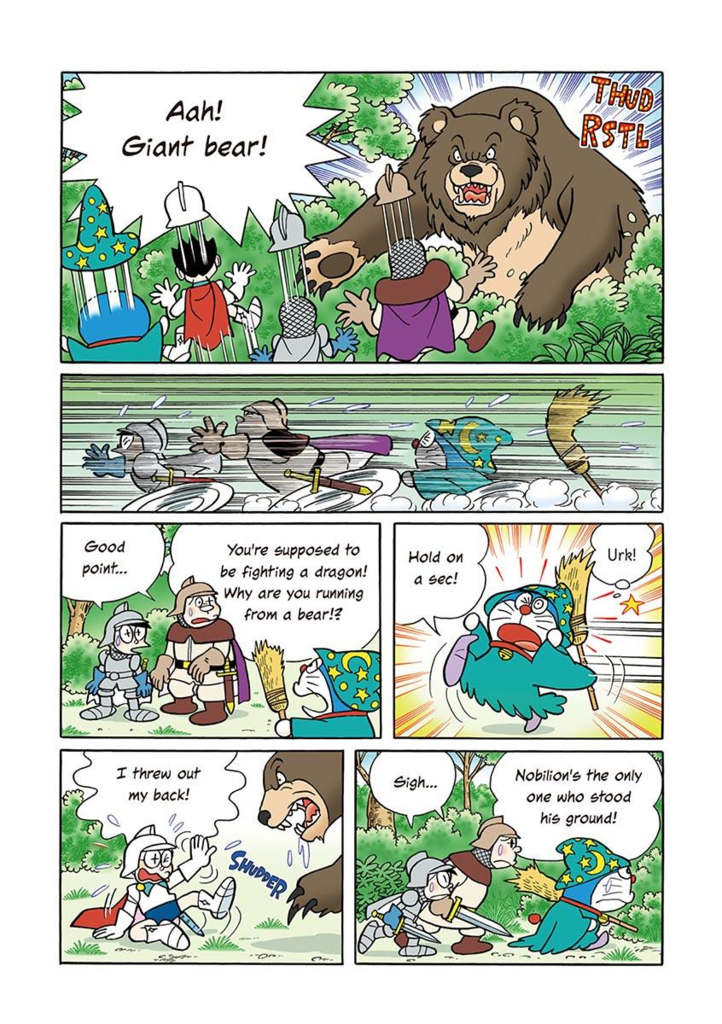 THUD
RSTL
Aah!
Giant bear!
Urk!
Hold on
a sec!
You're supposed to
be fighting a dragon!
Why are you running
from a bear!?
Good
point...
Nobilion's the only
one who stood
his ground!
Sigh...
I threw out
my back!
SHUDDER